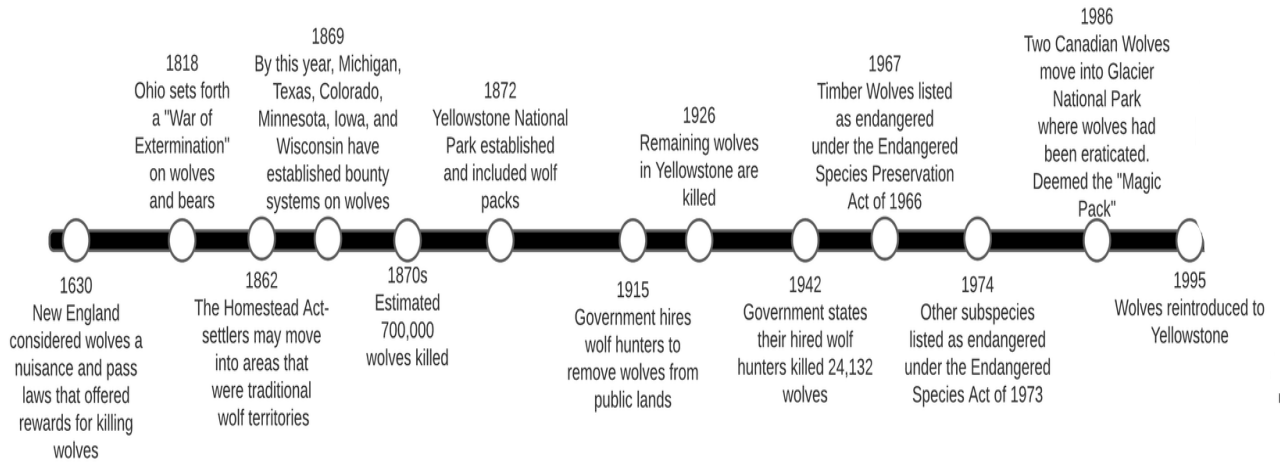 1630
New England
considered wolves a
nuisance and pass
laws that offered
rewards for killing
wolves
1818
Ohio sets forth
a "War of
Extermination"
on wolves
and bears
1862
The Homestead Act-
settlers may move
into areas that
were traditional
wolf territories
1869
By this year, Michigan,
Texas, Colorado,
Minnesota, Iowa, and
Wisconsin have
established bounty
systems on wolves
1870s
Estimated
700,000
wolves killed
1872
Yellowstone National
Park established
and included wolf
packs
1915
Government hires
wolf hunters to
remove wolves from
public lands
1926
Remaining wolves
in Yellowstone are
killed
1942
Government states
their hired wolf
hunters killed 24,132
wolves
1967
Timber Wolves listed
as endangered
under the Endangered
Species Preservation
Act of 1966
1974
Other subspecies
listed as endangered
under the Endangered
Species Act of 1973
1986
Two Canadian Wolves
move into Glacier
National Park
where wolves had
been eraticated.
Deemed the "Magic
Pack"
1995
Wolves reintroduced to
Yellowstone